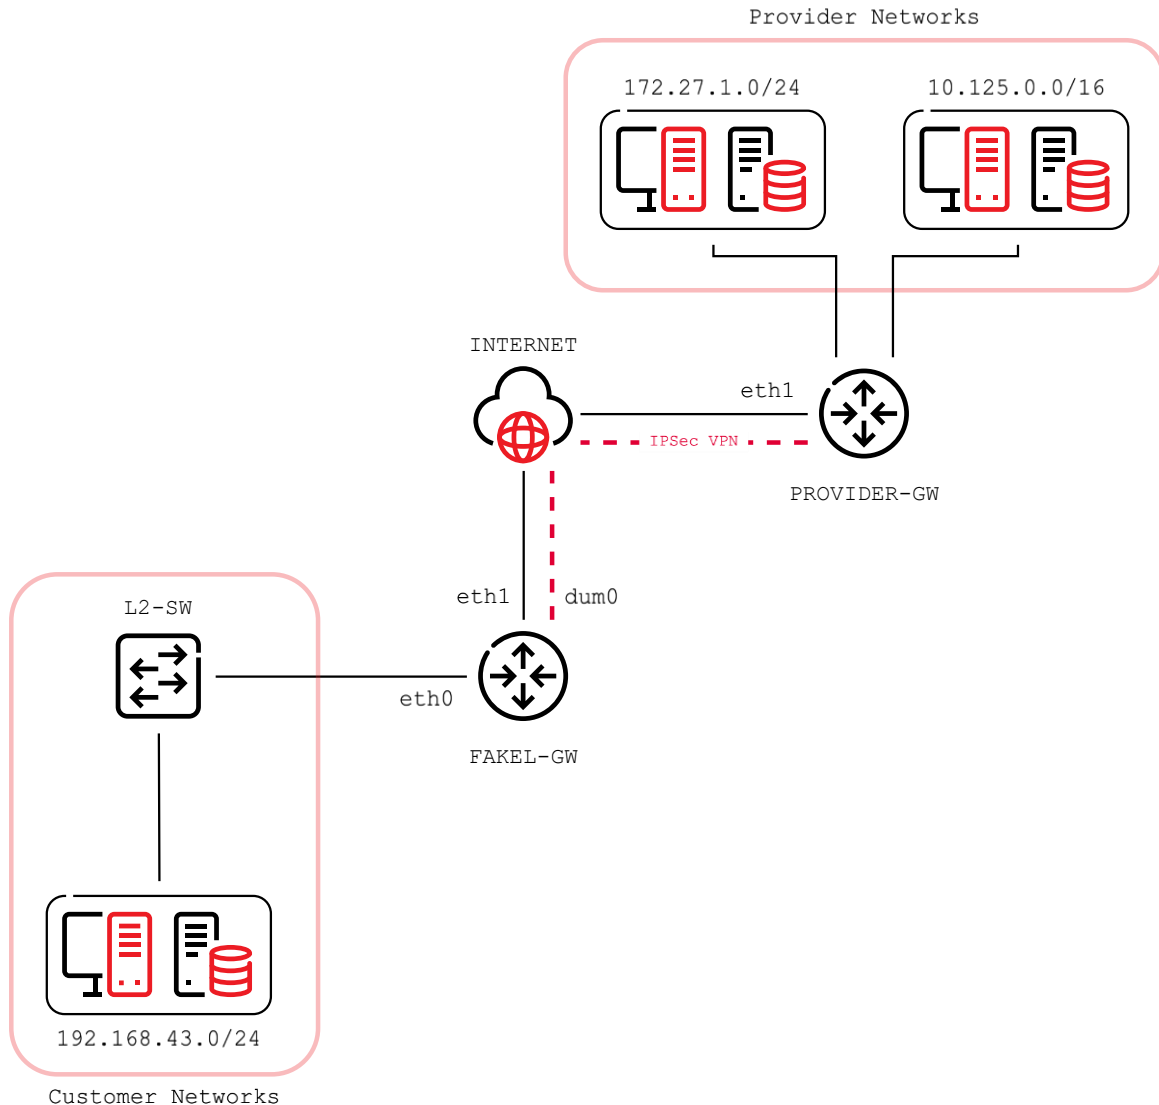 Provider Networks
172.27.1.0/24
10.125.0.0/16
INTERNET
eth1
IPSec VPN
PROVIDER-GW
eth1
dum0
L2-SW
eth0
FAKEL-GW
192.168.43.0/24
Customer Networks